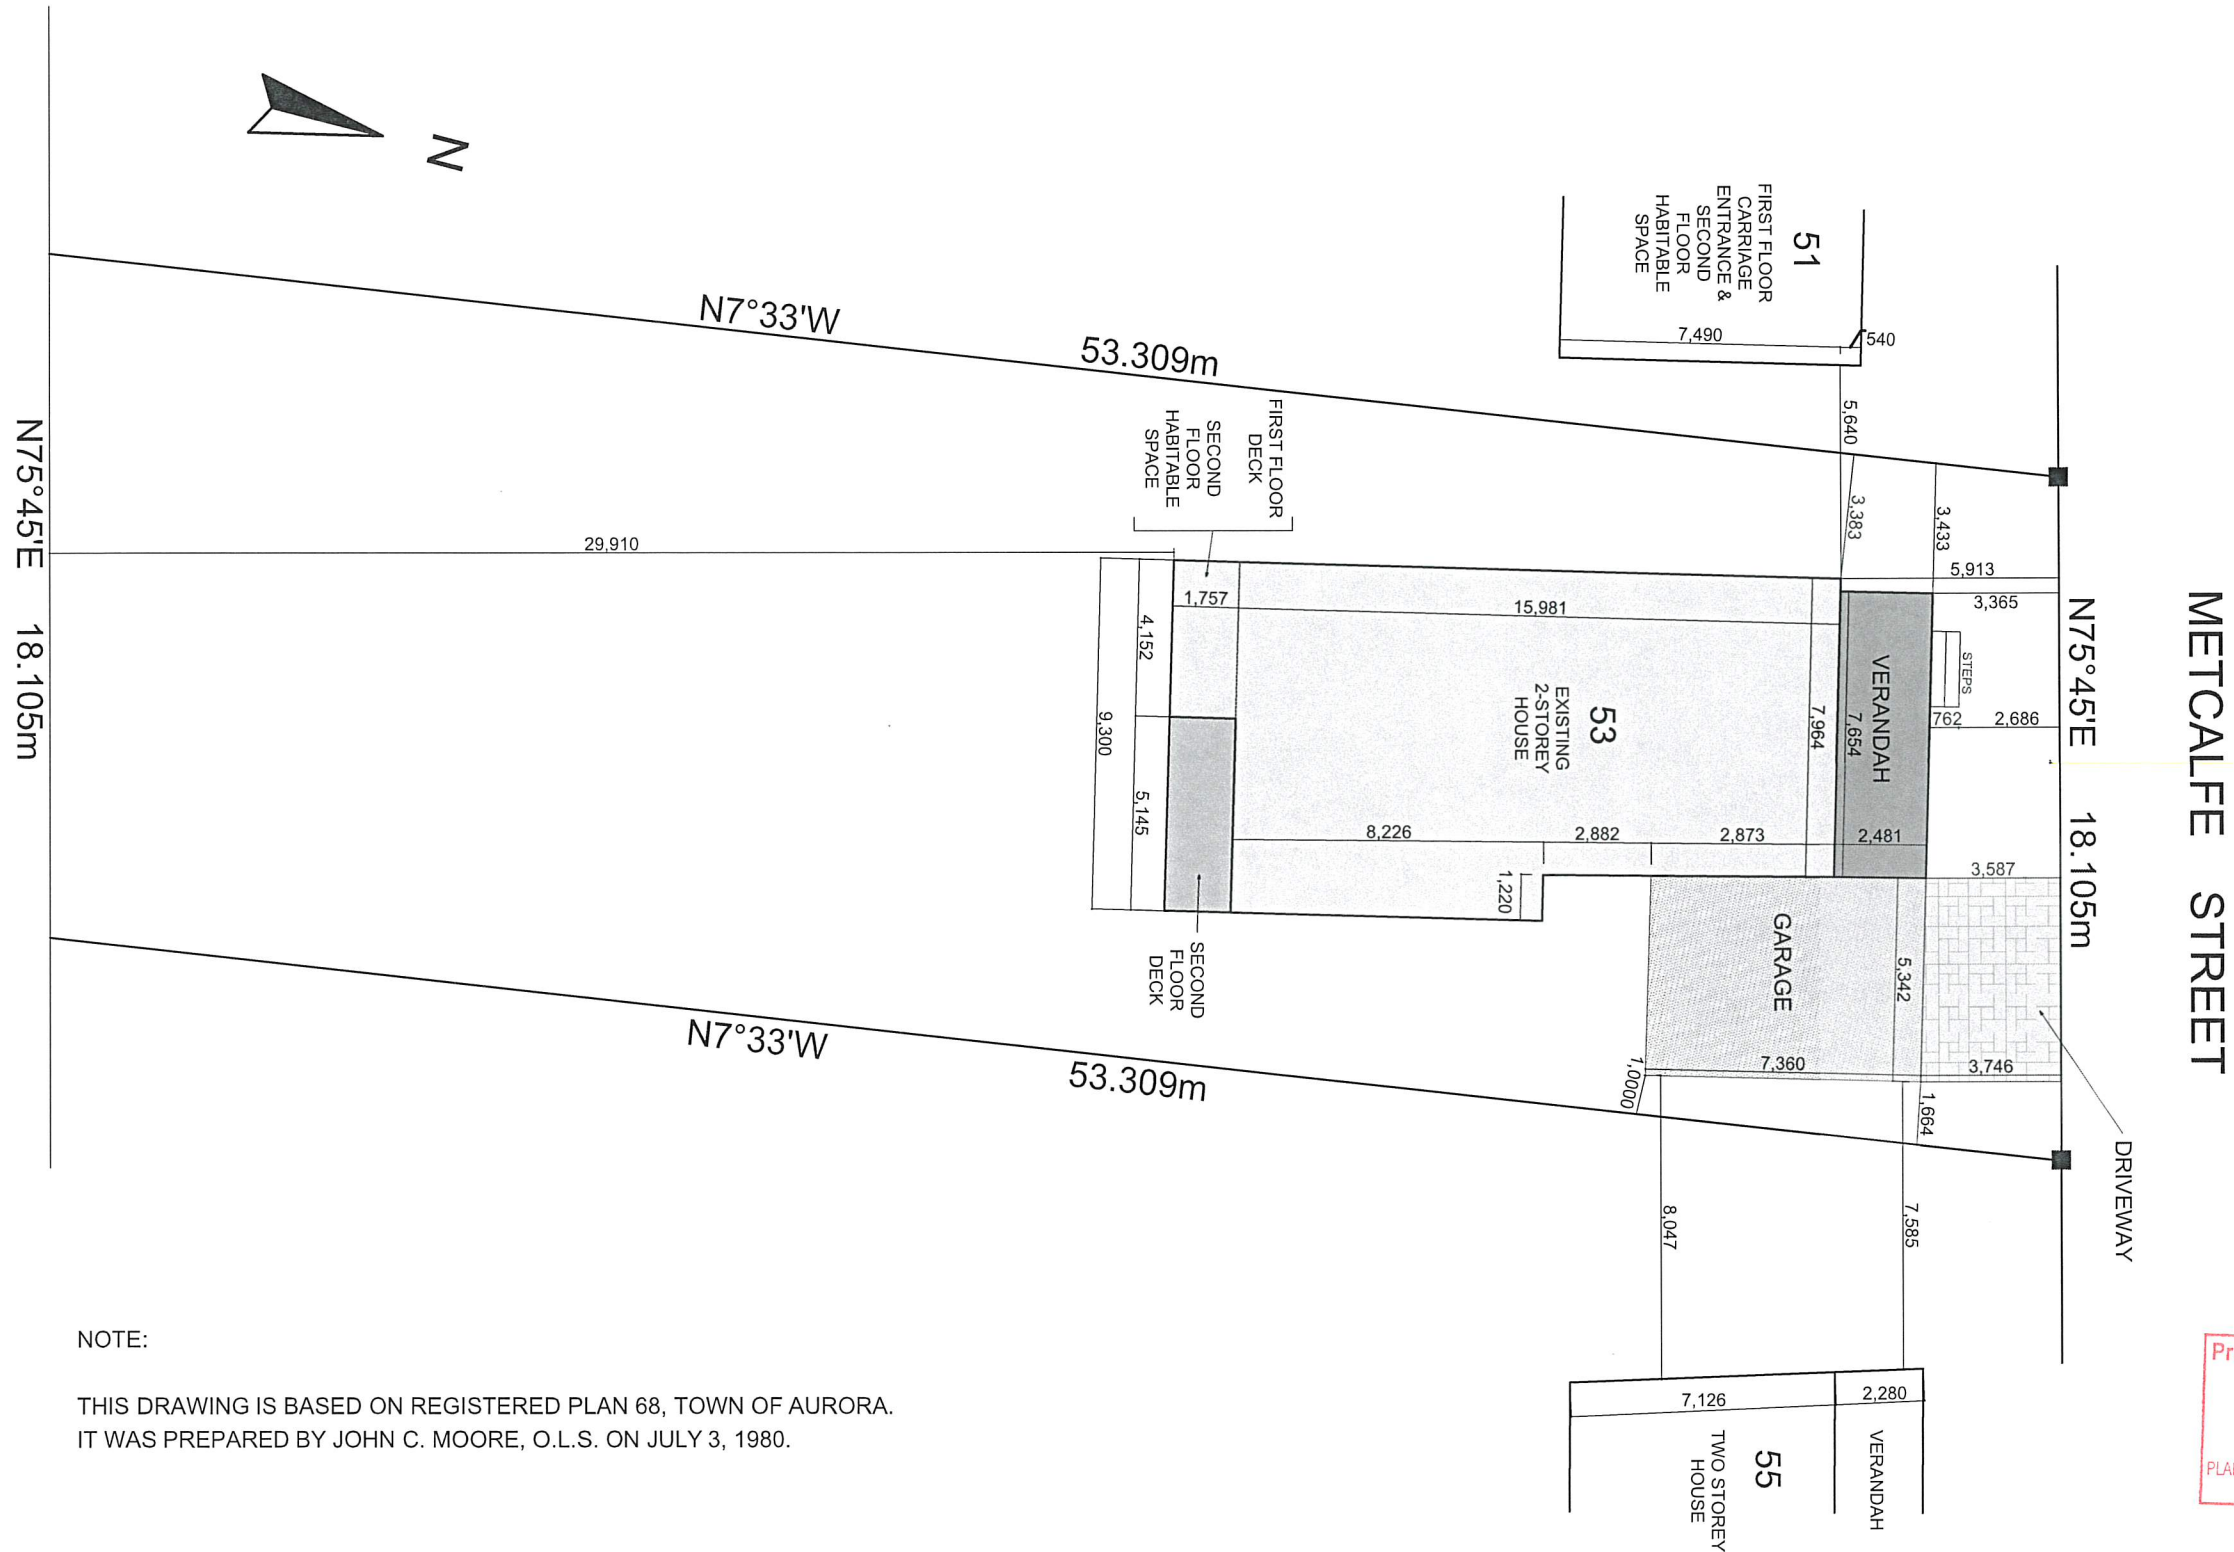 METCALFE STREET
N75°45'E 18.105m
N
N7°33'W
53.309m
51
FIRST FLOOR
CARRIAGE
ENTRANCE &
SECOND
FLOOR
HABITABLE
SPACE
7,490
540
5,640
3,383
3,433
5,913
3,365
STEPS
762
2,686
VERANDAH
7,654
7,964
15,981
1,757
FIRST FLOOR
DECK
SECOND
FLOOR
HABITABLE
SPACE
29,910
4,152
9,300
5,145
53
EXISTING
2-STOREY
HOUSE
8,226
2,882
2,873
2,481
3,587
1,220
GARAGE
5,342
7,360
3,746
1,0000
1,664
SECOND
FLOOR
DECK
DRIVEWAY
N7°33'W
53.309m
8,047
7,585
7,126
2,280
55
TWO STOREY
HOUSE
VERANDAH
N75°45'E 18.105m
NOTE:
THIS DRAWING IS BASED ON REGISTERED PLAN 68, TOWN OF AURORA.
IT WAS PREPARED BY JOHN C. MOORE, O.L.S. ON JULY 3, 1980.